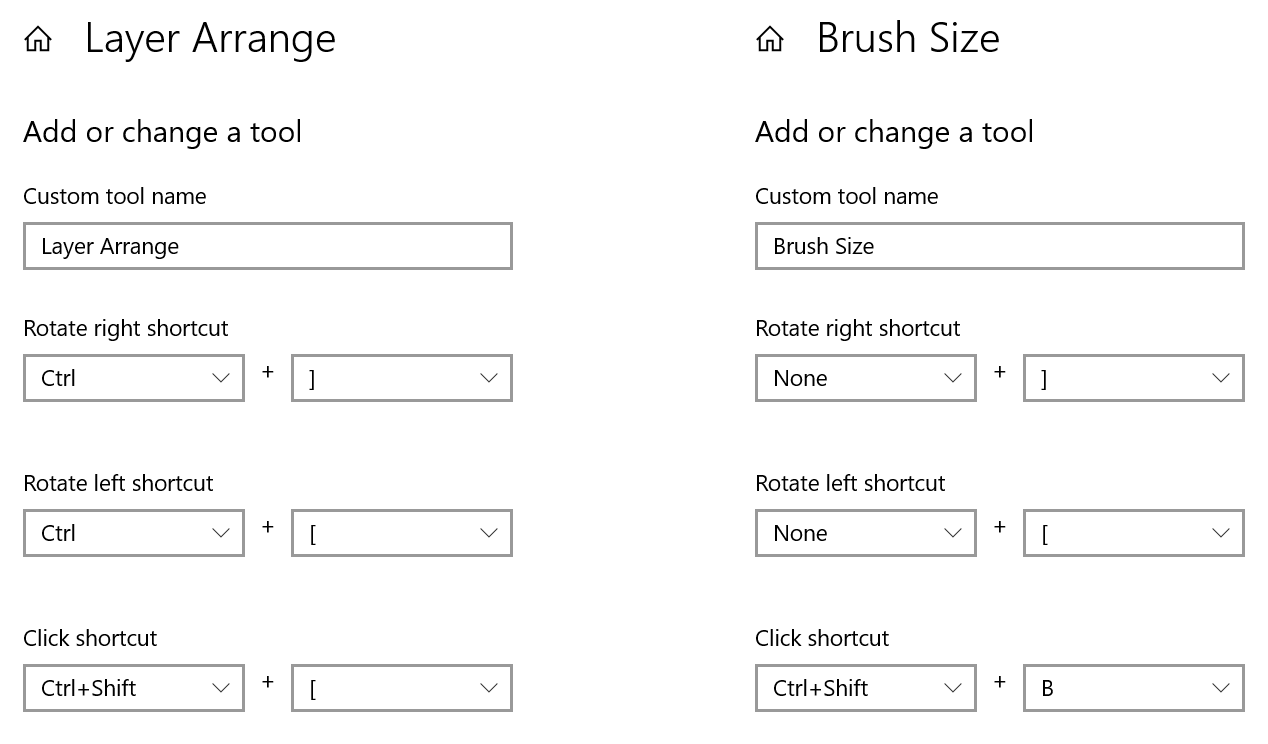 Layer Arrange
Add or change a tool
Custom tool name
Layer Arrange
Rotate right shortcut
Ctrl + ]
Rotate left shortcut
Ctrl + [
Click shortcut
Ctrl+Shift + [
Brush Size
Add or change a tool
Custom tool name
Brush Size
Rotate right shortcut
None + ]
Rotate left shortcut
None + [
Click shortcut
Ctrl+Shift + B